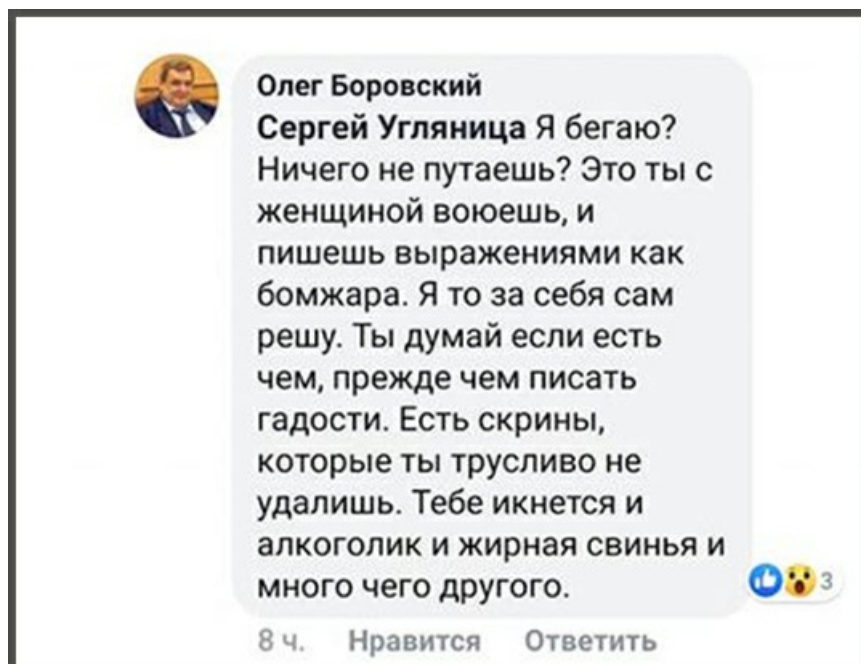 Олег Боровский
Сергей Угляница Я бегаю?
Ничего не путаешь? Это ты с
женщиной воюешь, и
пишешь выражениями как
бомжара. Я то за себя сам
решу. Ты думай если есть
чем, прежде чем писать
гадости. Есть скрины,
которые ты трусливо не
удалишь. Тебе икнется и
алкоголик и жирная свинья и
много чего другого.
3
8 ч. Нравится Ответить